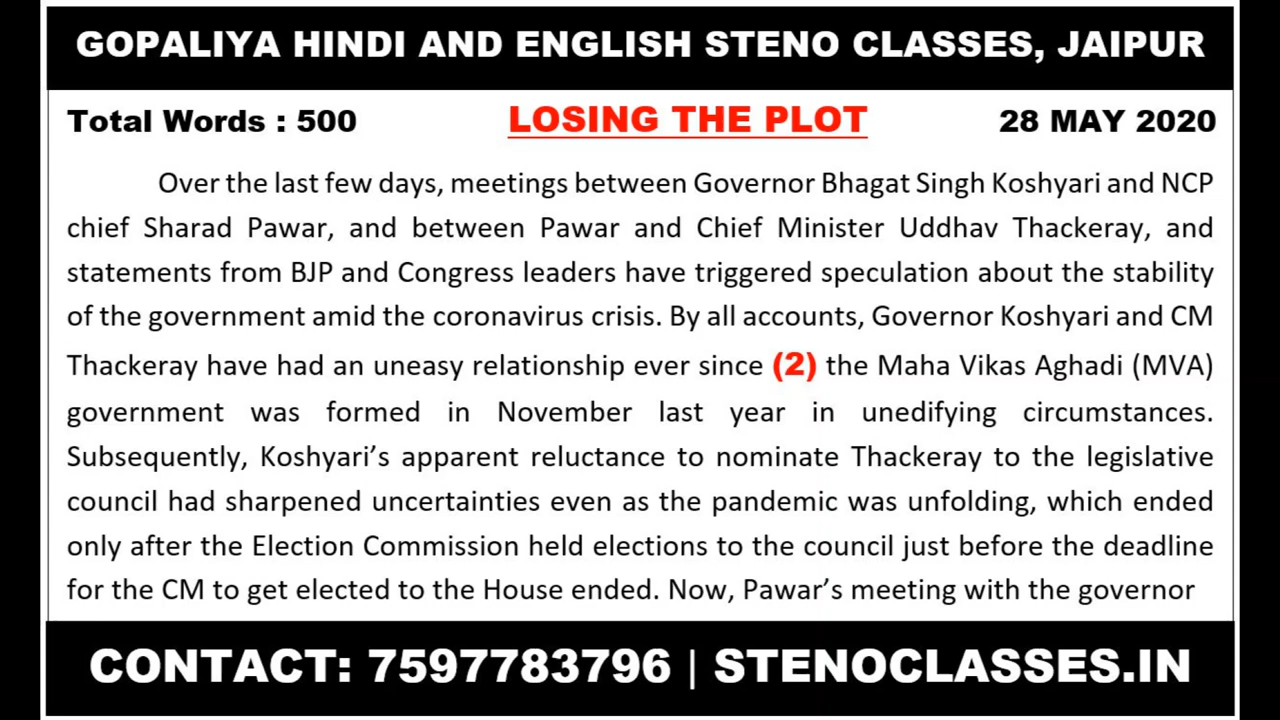 GOPALIYA HINDI AND ENGLISH STENO CLASSES, JAIPUR
Total Words : 500 LOSING THE PLOT 28 MAY 2020
Over the last few days, meetings between Governor Bhagat Singh Koshyari and NCP
chief Sharad Pawar, and between Pawar and Chief Minister Uddhav Thackeray, and
statements from BJP and Congress leaders have triggered speculation about the stability
of the government amid the coronavirus crisis. By all accounts, Governor Koshyari and CM
Thackeray have had an uneasy relationship ever since (2) the Maha Vikas Aghadi (MVA)
government was formed in November last year in unedifying circumstances.
Subsequently, Koshyari’s apparent reluctance to nominate Thackeray to the legislative
council had sharpened uncertainties even as the pandemic was unfolding, which ended
only after the Election Commission held elections to the council just before the deadline
for the CM to get elected to the House ended. Now, Pawar’s meeting with the governor
CONTACT: 7597783796 | STENOCLASSES.IN